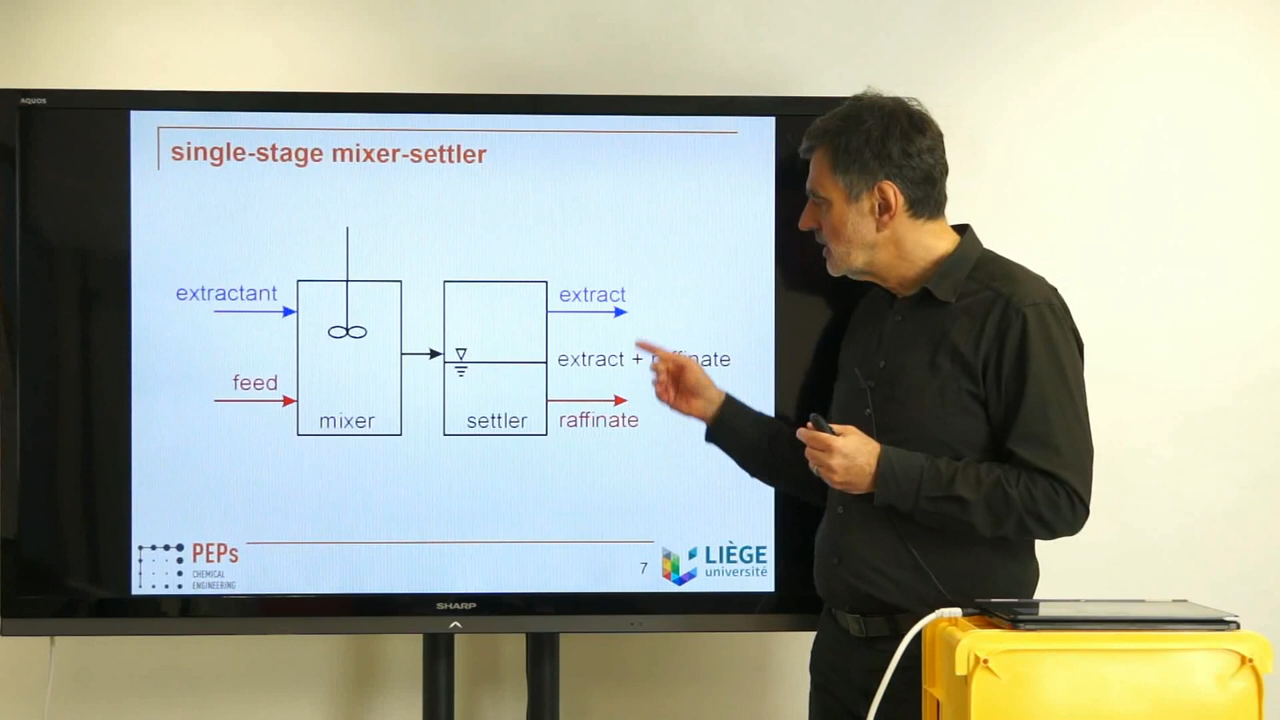 AQUOS
single-stage mixer-settler
extractant
extract
extract + raffinate
feed
mixer
settler
raffinate
PEPs
CHEMICAL
ENGINEERING
7
LIÈGE
université
SHARP